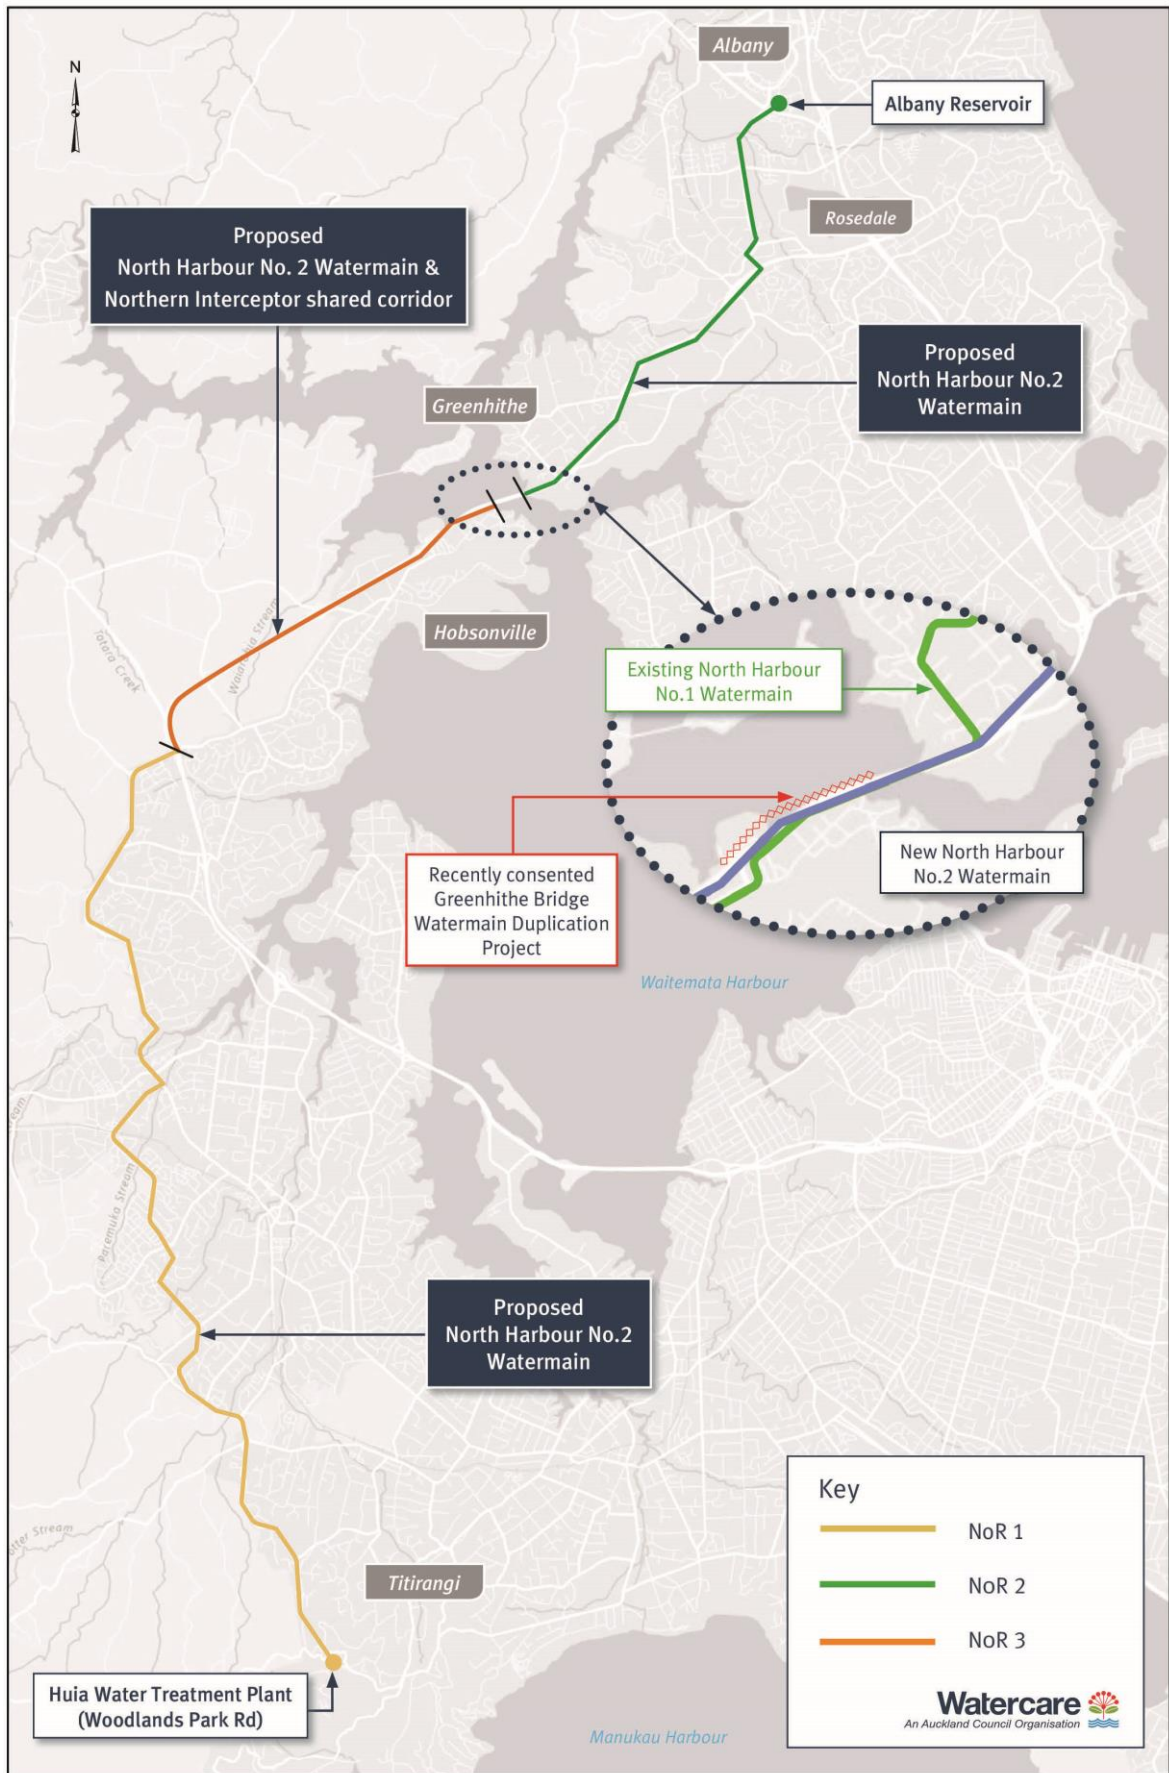 Albany
N
Albany Reservoir
Rosedale
Proposed
North Harbour No. 2 Watermain &
Northern Interceptor shared corridor
Proposed
North Harbour No.2
Watermain
Greenhithe
Hobsonville
Totara Creek
Waiarohia Stream
Existing North Harbour
No.1 Watermain
New North Harbour
No.2 Watermain
Recently consented
Greenhithe Bridge
Watermain Duplication
Project
Waitemata Harbour
Paremuka Stream
Proposed
North Harbour No.2
Watermain
Stream
Titirangi
Huia Water Treatment Plant
(Woodlands Park Rd)
Manukau Harbour
Key
NoR 1
NoR 2
NoR 3
Watercare
An Auckland Council Organisation